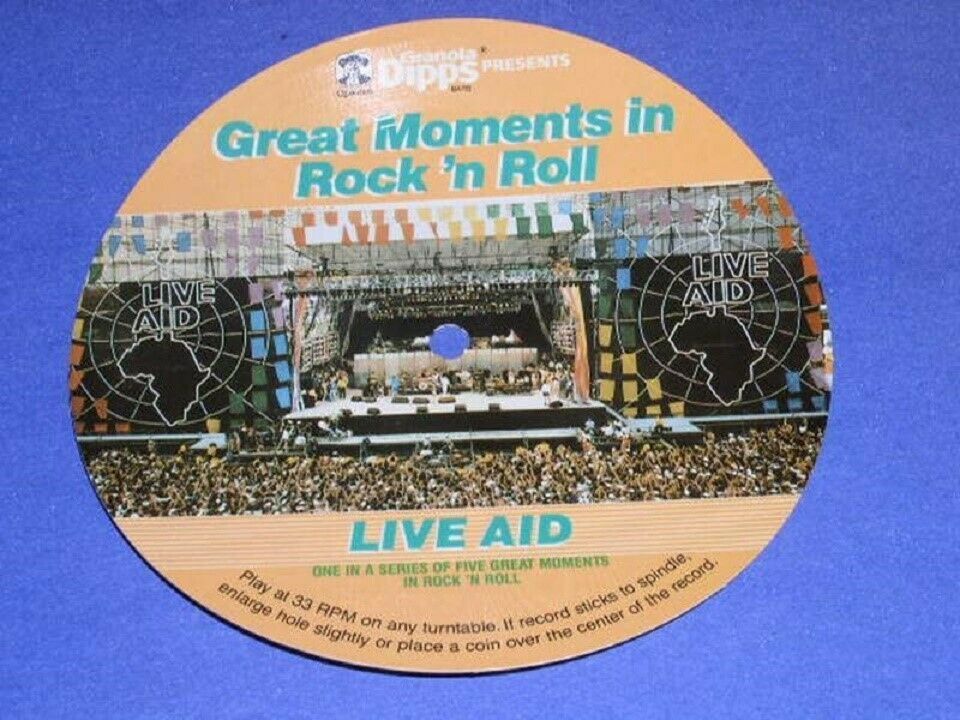 Granola
Dipps® PRESENTS
BARS
Quaker
Great Moments in
Rock 'n Roll
LIVE
AID
LIVE
AID
LIVE AID
ONE IN A SERIES OF FIVE GREAT MOMENTS
IN ROCK 'N ROLL
Play at 33 RPM on any turntable. If record sticks to spindle,
enlarge hole slightly or place a coin over the center of the record.